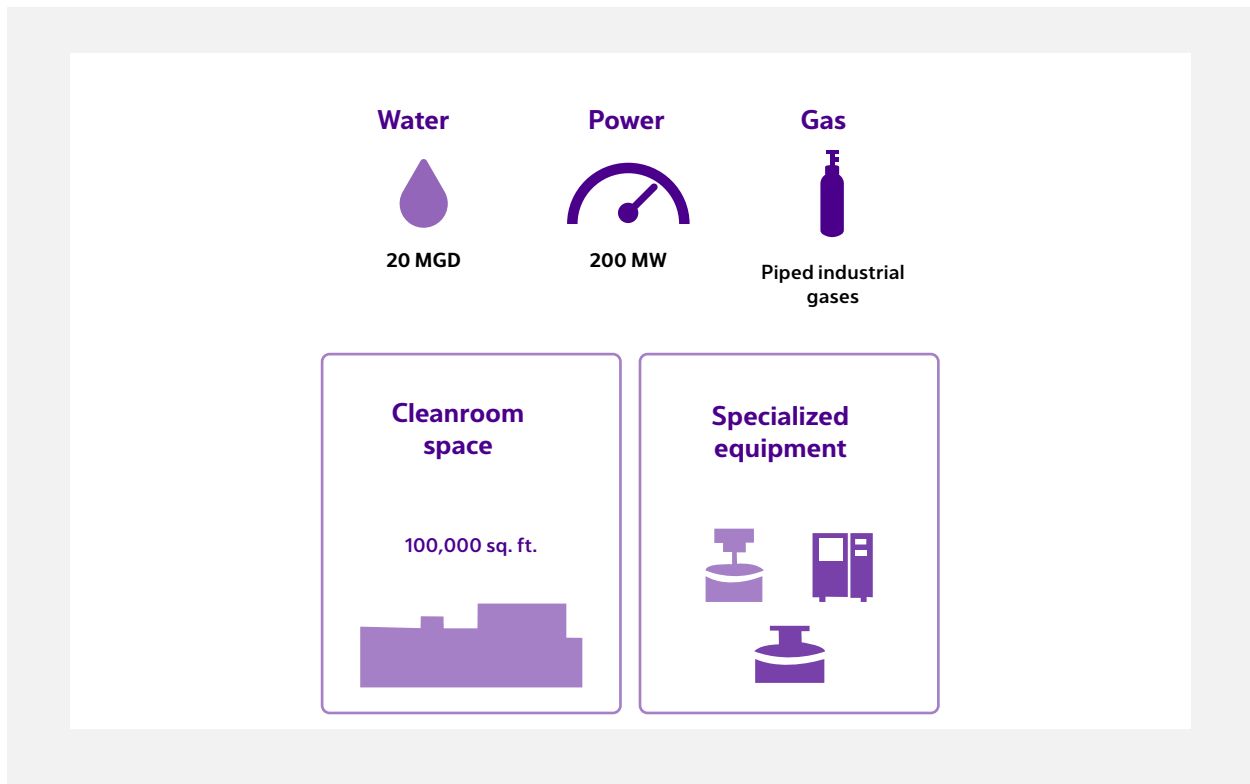 Water
Power
Gas
20 MGD
200 MW
Piped industrial
gases
Cleanroom
space
100,000 sq. ft.
Specialized
equipment